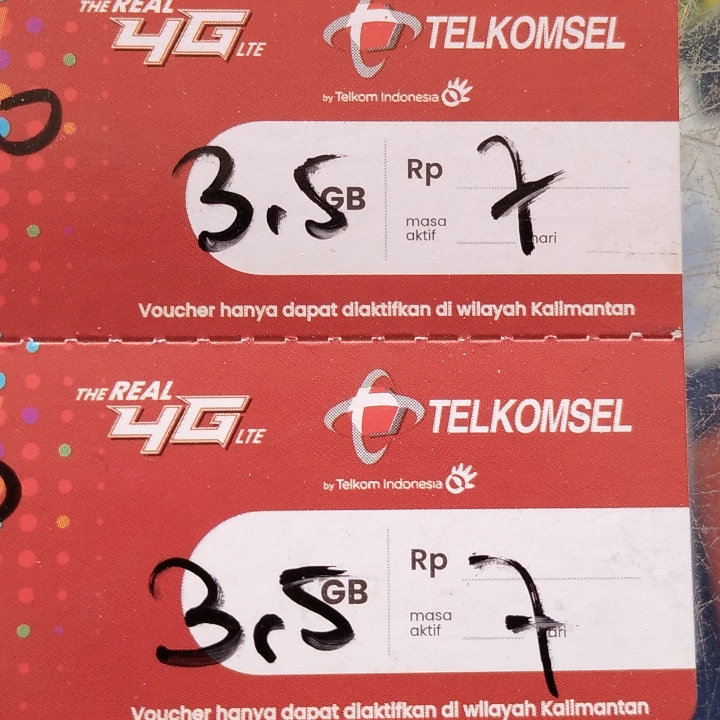 THE REAL
4G LTE
TELKOMSEL
by Telkom Indonesia
3.5 GB
Rp 7
masa
aktif hari
Voucher hanya dapat diaktifkan di wilayah Kalimantan
THE REAL
4G LTE
TELKOMSEL
by Telkom Indonesia
3.5 GB
Rp 7
masa
aktif hari
Voucher hanya dapat diaktifkan di wilayah Kalimantan